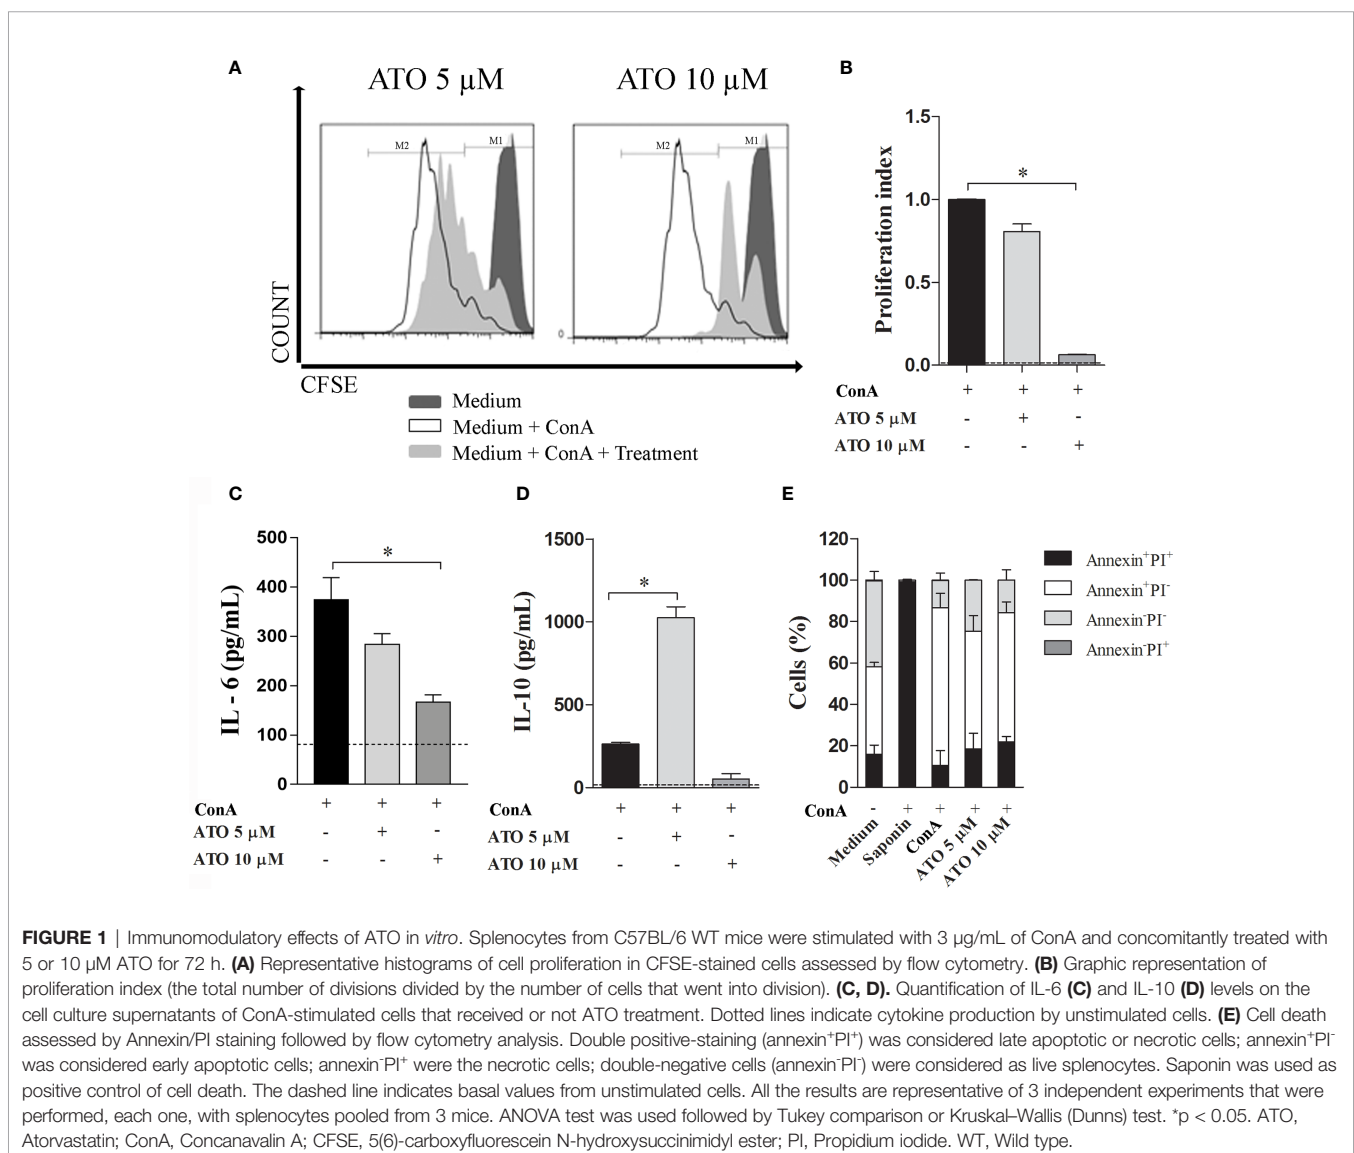 A
ATO 5 µM
ATO 10 µM
M2
M1
M2
M1
0
COUNT
CFSE
Medium
Medium + ConA
Medium + ConA + Treatment
B
Proliferation index
1.5
1.0
0.5
0.0
*
ConA + + +
ATO 5 µM - + -
ATO 10 µM - - +
C
IL - 6 (pg/mL)
500
400
300
200
100
0
*
ConA + + +
ATO 5 µM - + -
ATO 10 µM - - +
D
IL-10 (pg/mL)
1500
1000
500
0
*
ConA + + +
ATO 5 µM - + -
ATO 10 µM - - +
E
Cells (%)
120
100
80
60
40
20
0
ConA - + + + +
Medium
Saponin
ConA
ATO 5 µM
ATO 10 µM
Annexin⁺PI⁺
Annexin⁺PI⁻
Annexin⁻PI⁻
Annexin⁻PI⁺
FIGURE 1 | Immunomodulatory effects of ATO in vitro. Splenocytes from C57BL/6 WT mice were stimulated with 3 µg/mL of ConA and concomitantly treated with
5 or 10 µM ATO for 72 h. (A) Representative histograms of cell proliferation in CFSE-stained cells assessed by flow cytometry. (B) Graphic representation of
proliferation index (the total number of divisions divided by the number of cells that went into division). (C, D). Quantification of IL-6 (C) and IL-10 (D) levels on the
cell culture supernatants of ConA-stimulated cells that received or not ATO treatment. Dotted lines indicate cytokine production by unstimulated cells. (E) Cell death
assessed by Annexin/PI staining followed by flow cytometry analysis. Double positive-staining (annexin⁺PI⁺) was considered late apoptotic or necrotic cells; annexin⁺PI⁻
was considered early apoptotic cells; annexin⁻PI⁺ were the necrotic cells; double-negative cells (annexin⁻PI⁻) were considered as live splenocytes. Saponin was used as
positive control of cell death. The dashed line indicates basal values from unstimulated cells. All the results are representative of 3 independent experiments that were
performed, each one, with splenocytes pooled from 3 mice. ANOVA test was used followed by Tukey comparison or Kruskal–Wallis (Dunns) test. *p < 0.05. ATO,
Atorvastatin; ConA, Concanavalin A; CFSE, 5(6)-carboxyfluorescein N-hydroxysuccinimidyl ester; PI, Propidium iodide. WT, Wild type.